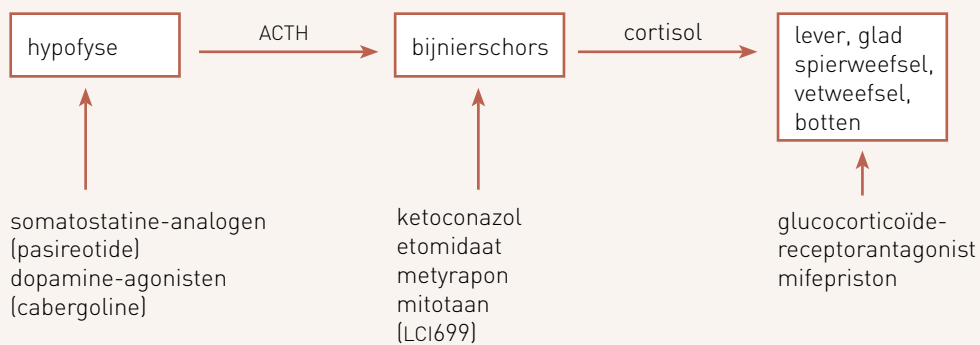 hypofyse
ACTH
bijnierschors
cortisol
lever, glad
spierweefsel,
vetweefsel,
botten
somatostatine-analogen
(pasireotide)
dopamine-agonisten
(cabergoline)
ketoconazol
etomidaat
metyrapon
mitotaan
(LCI699)
glucocorticoïde-
receptorantagonist
mifepriston